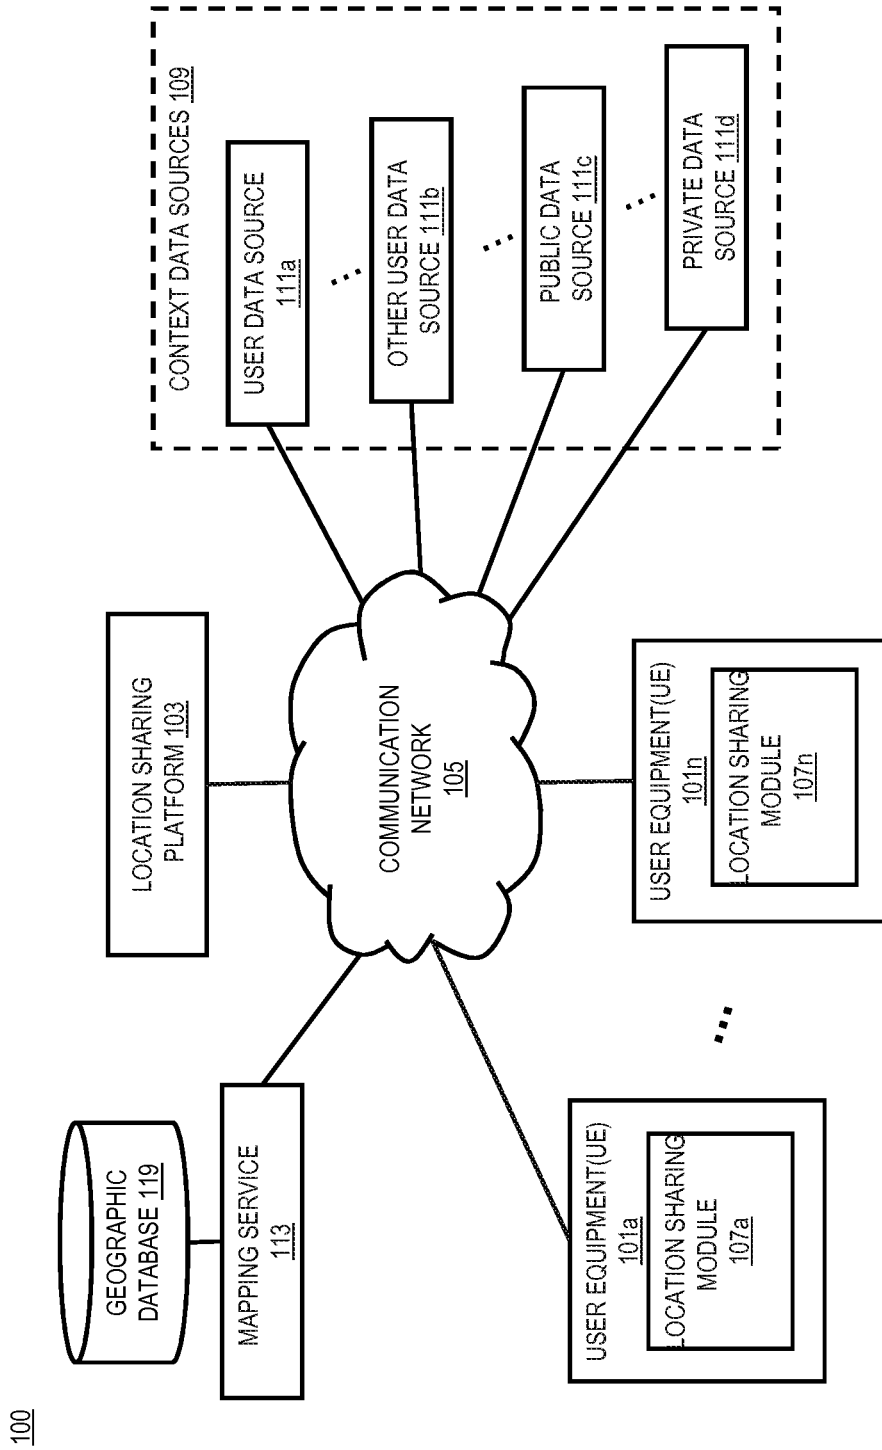 100
GEOGRAPHIC
DATABASE 119
MAPPING SERVICE
113
LOCATION SHARING
PLATFORM 103
COMMUNICATION
NETWORK
105
CONTEXT DATA SOURCES 109
USER DATA SOURCE
111a
OTHER USER DATA
SOURCE 111b
PUBLIC DATA
SOURCE 111c
PRIVATE DATA
SOURCE 111d
USER EQUIPMENT(UE)
101a
LOCATION SHARING
MODULE
107a
USER EQUIPMENT(UE)
101n
LOCATION SHARING
MODULE
107n